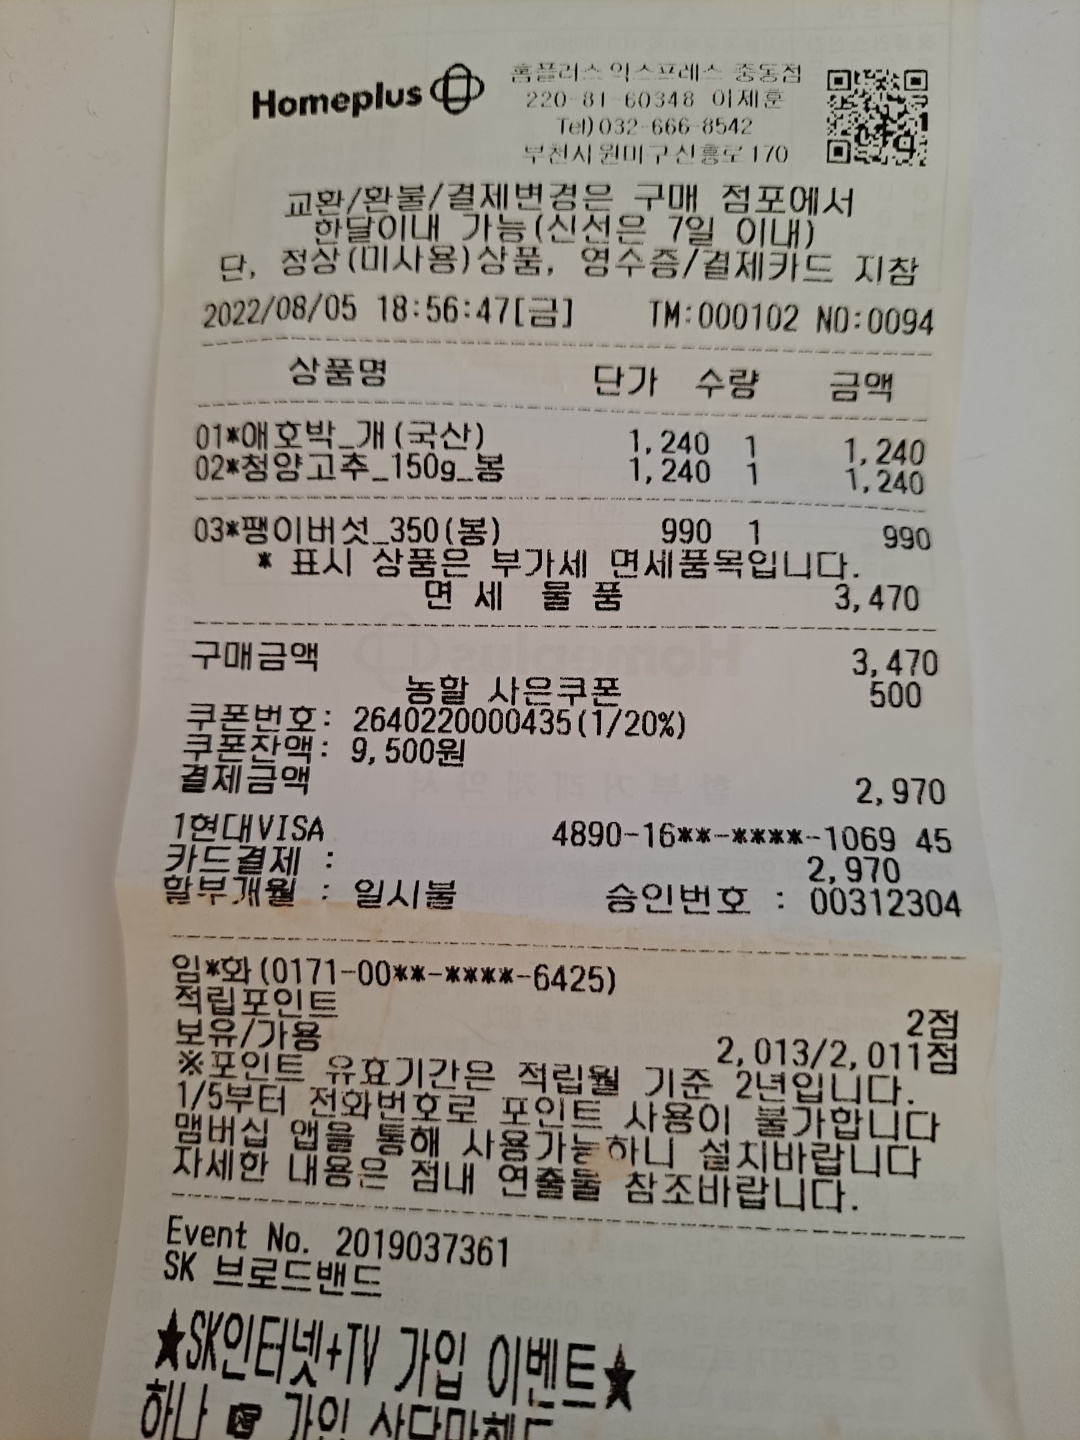 Homeplus
홈플러스 익스프레스 중동점
220-81-60348 이제훈
Tel)032-666-8542
부천시원미구신흥로170
교환/환불/결제변경은 구매 점포에서
한달이내 가능(신선은 7일 이내)
단, 정상(미사용)상품, 영수증/결제카드 지참
2022/08/05 18:56:47[금] TM:000102 NO:0094
상품명 단가 수량 금액
01*애호박_개(국산) 1,240 1 1,240
02*청양고추_150g_봉 1,240 1 1,240
03*팽이버섯_350(봉) 990 1 990
* 표시 상품은 부가세 면세품목입니다.
면 세 물 품 3,470
구매금액 3,470
농할 사은쿠폰 500
쿠폰번호: 2640220000435(1/20%)
쿠폰잔액: 9,500원
결제금액 2,970
1현대VISA 4890-16**-****-1069 45
카드결제 : 2,970
할부개월 : 일시불 승인번호 : 00312304
임*화(0171-00**-****-6425)
적립포인트 2점
보유/가용 2,013/2,011점
※포인트 유효기간은 적립월 기준 2년입니다.
1/5부터 전화번호로 포인트 사용이 불가합니다
맴버십 앱을 통해 사용가능하니 설치바랍니다
자세한 내용은 점내 연출물 참조바랍니다.
Event No. 2019037361
SK 브로드밴드
★SK인터넷+TV 가입 이벤트★
하나 ☞ 가입